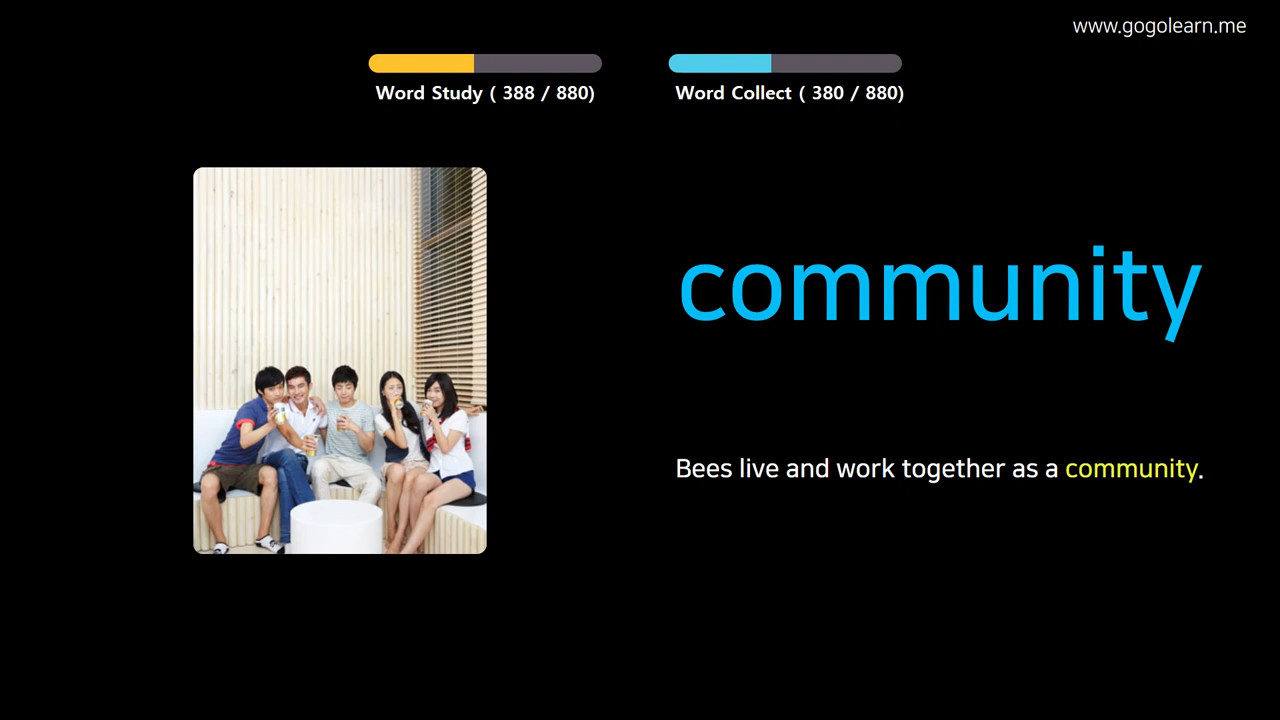 www.gogolearn.me
Word Study ( 388 / 880)
Word Collect ( 380 / 880)
community
Bees live and work together as a community.